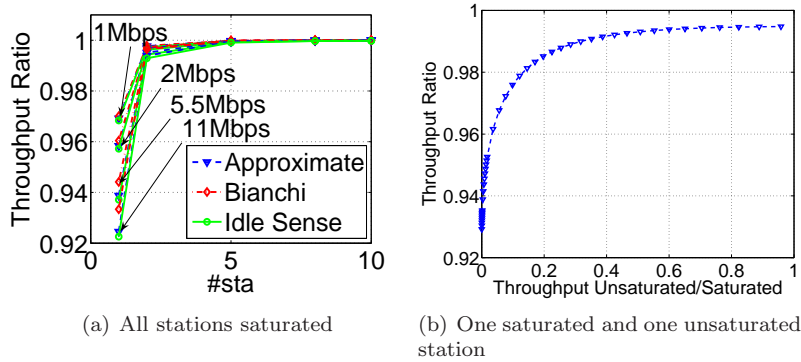 1
0.98
0.96
0.94
0.92
0
5
10
Throughput Ratio
#sta
1Mbps
2Mbps
5.5Mbps
11Mbps
Approximate
Bianchi
Idle Sense
(a) All stations saturated
1
0.98
0.96
0.94
0.92
0
0.2
0.4
0.6
0.8
1
Throughput Ratio
Throughput Unsaturated/Saturated
(b) One saturated and one unsaturated
station